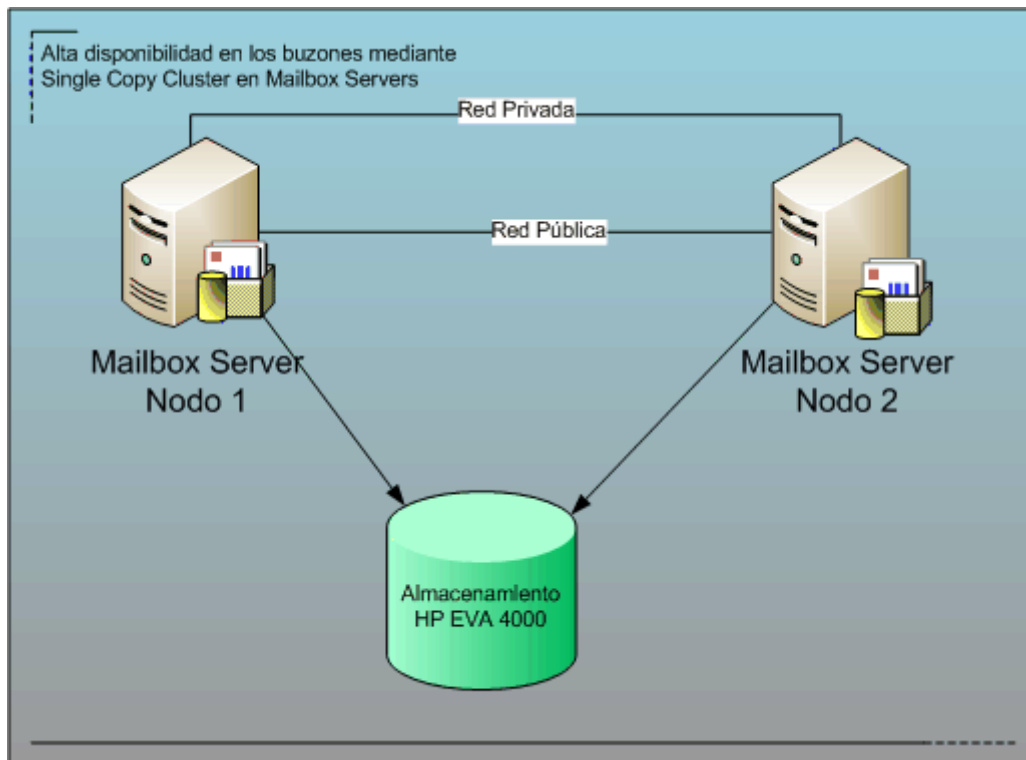 Alta disponibilidad en los buzones mediante
Single Copy Cluster en Mailbox Servers
Red Privada
Red Pública
Mailbox Server
Nodo 1
Mailbox Server
Nodo 2
Almacenamiento
HP EVA 4000